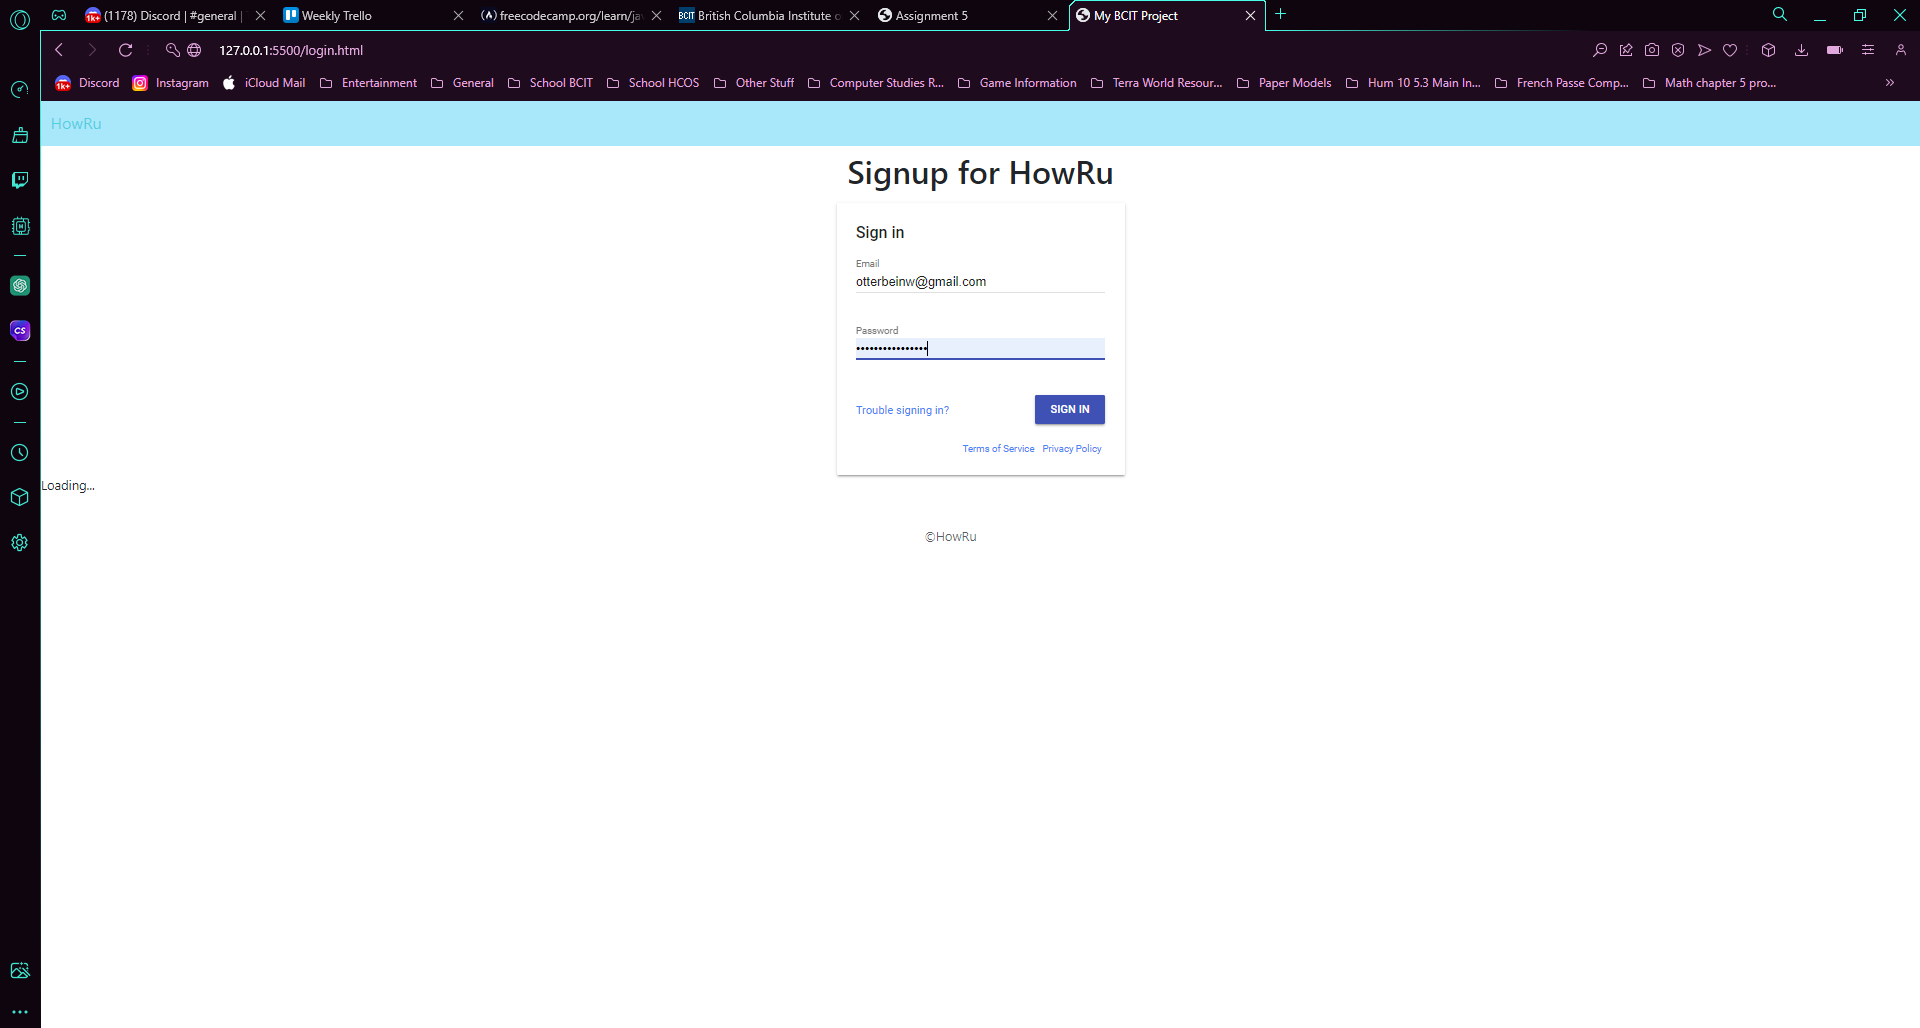 (1178) Discord | #general |
Weekly Trello
freecodecamp.org/learn/ja
British Columbia Institute o
Assignment 5
My BCIT Project
127.0.0.1:5500/login.html
1k+ Discord
Instagram
iCloud Mail
Entertainment
General
School BCIT
School HCOS
Other Stuff
Computer Studies R...
Game Information
Terra World Resour...
Paper Models
Hum 10 5.3 Main In...
French Passe Comp...
Math chapter 5 pro...
HowRu
Signup for HowRu
Sign in
Email
otterbeinw@gmail.com
Password
Trouble signing in?
SIGN IN
Terms of Service Privacy Policy
Loading...
©HowRu
CS